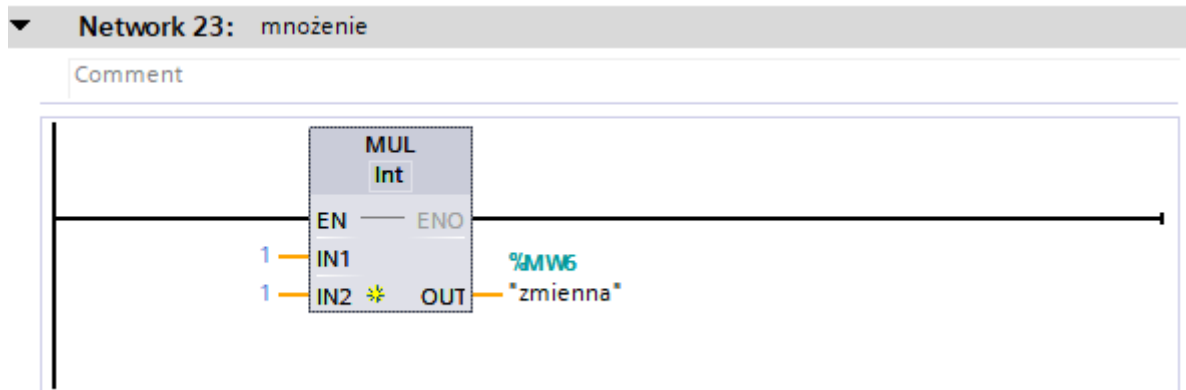 Network 23: mnożenie
Comment
MUL
Int
EN ENO
1 IN1
%MW6
1 IN2 OUT "zmienna"